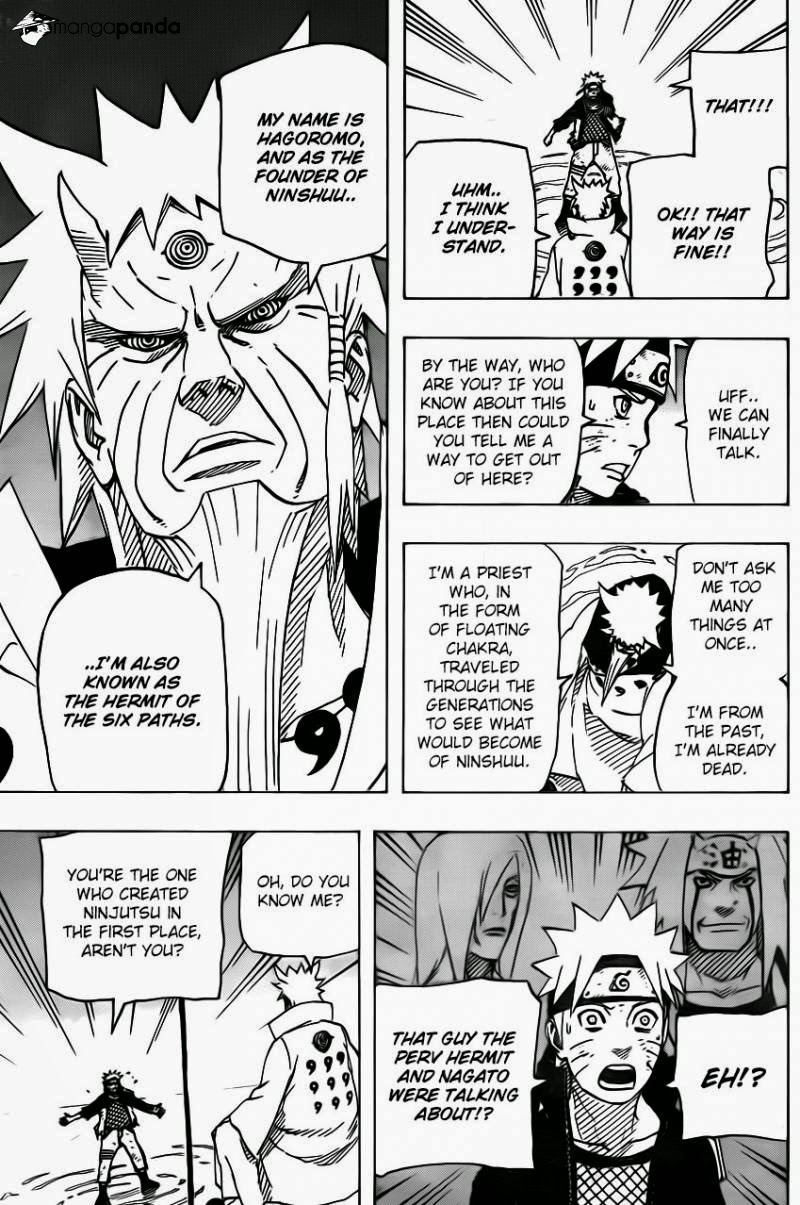 mangapanda
THAT!!!
OK!! THAT
WAY IS
FINE!!
UHM..
I THINK
I UNDER-
STAND.
UFF..
WE CAN
FINALLY
TALK.
BY THE WAY, WHO
ARE YOU? IF YOU
KNOW ABOUT THIS
PLACE THEN COULD
YOU TELL ME A
WAY TO GET OUT
OF HERE?
DON'T ASK
ME TOO
MANY
THINGS AT
ONCE..
I'M FROM
THE PAST,
I'M ALREADY
DEAD.
I'M A PRIEST
WHO, IN
THE FORM
OF FLOATING
CHAKRA,
TRAVELED
THROUGH THE
GENERATIONS
TO SEE WHAT
WOULD BECOME
OF NINSHUU.
MY NAME IS
HAGOROMO,
AND AS THE
FOUNDER OF
NINSHUU..
..I'M ALSO
KNOWN AS
THE HERMIT OF
THE SIX PATHS.
油
EH!?
THAT GUY THE
PERV HERMIT
AND NAGATO
WERE TALKING
ABOUT!?
OH, DO YOU
KNOW ME?
YOU'RE THE ONE
WHO CREATED
NINJUTSU IN
THE FIRST PLACE,
AREN'T YOU?